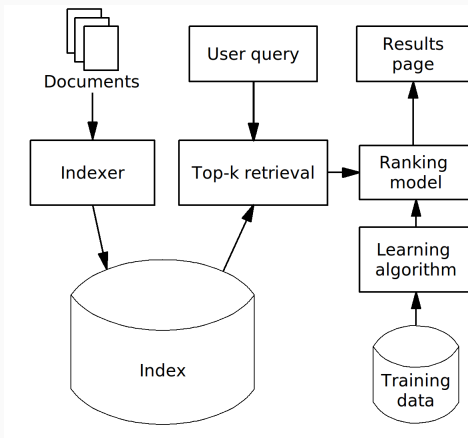 Documents
User query
Results
page
Indexer
Top-k retrieval
Ranking
model
Learning
algorithm
Index
Training
data